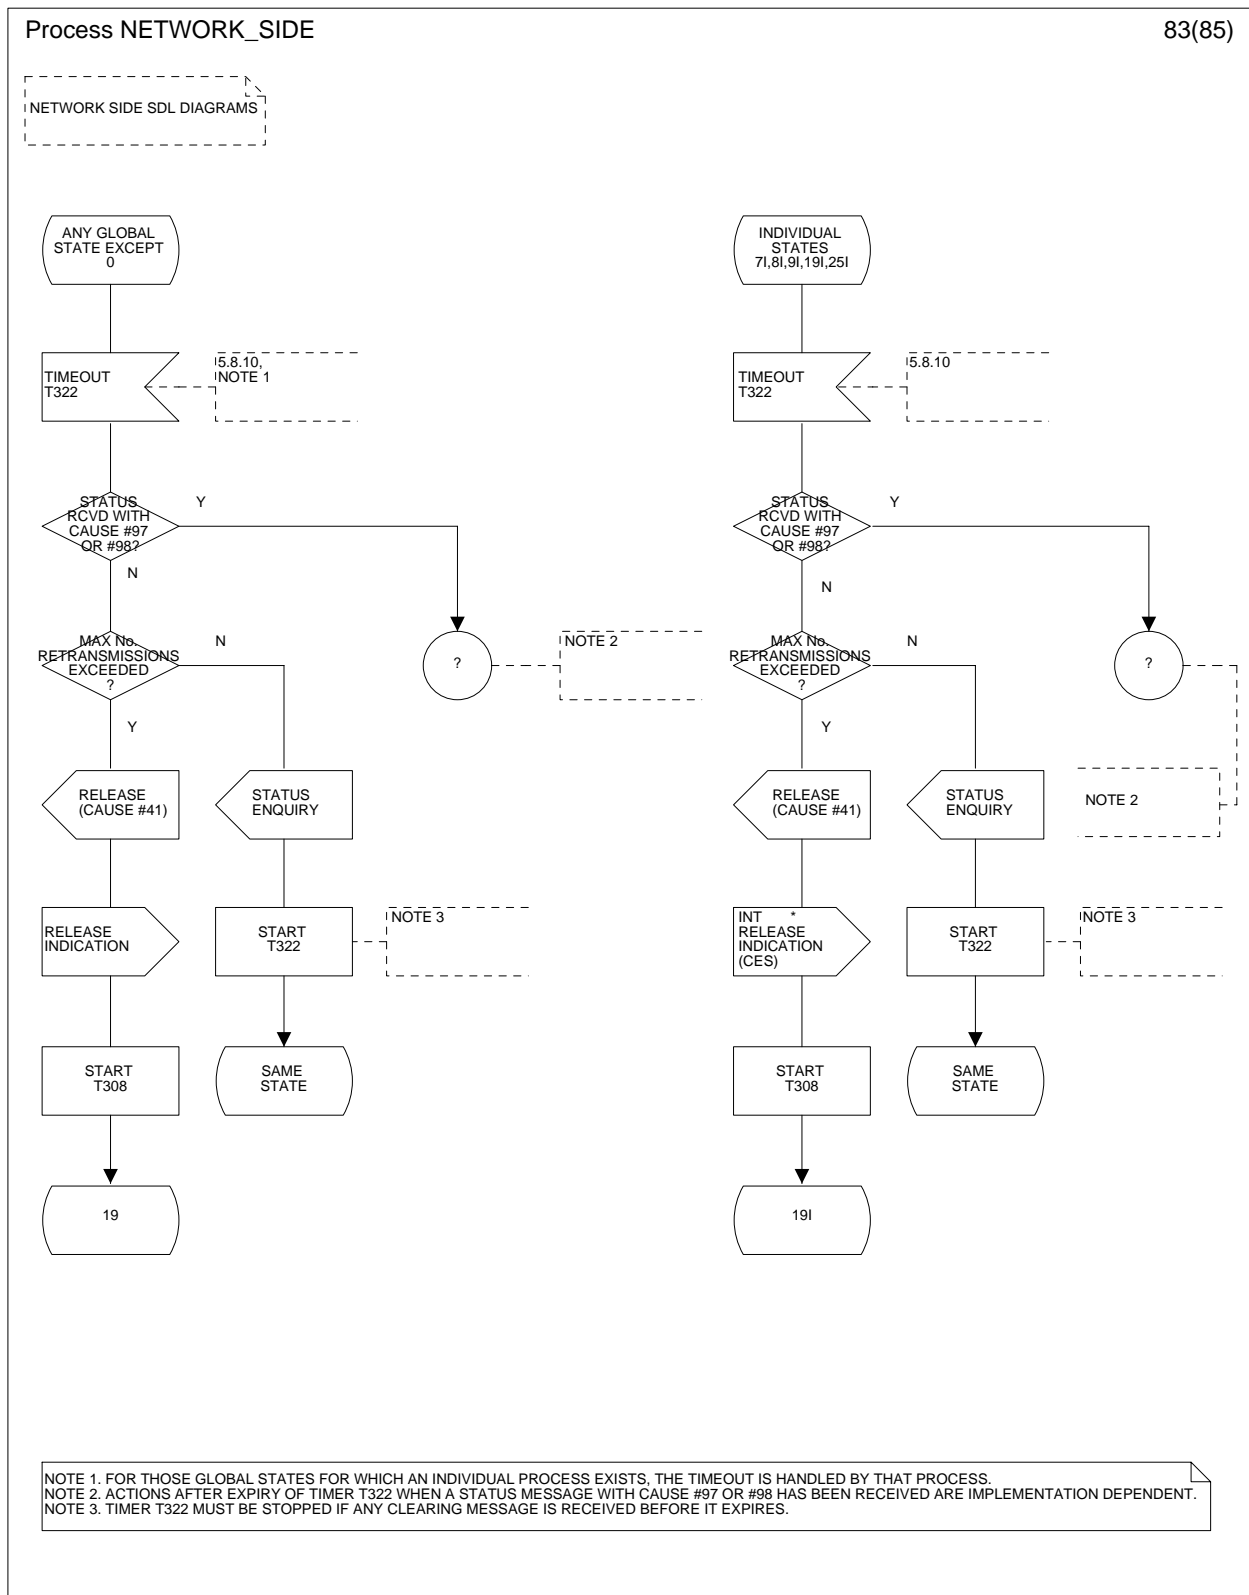 Process NETWORK_SIDE
83(85)
NETWORK SIDE SDL DIAGRAMS
ANY GLOBAL
STATE EXCEPT
0
TIMEOUT
T322
5.8.10,
NOTE 1
STATUS
RCVD WITH
CAUSE #97
OR #98?
Y
N
MAX No.
RETRANSMISSIONS
EXCEEDED
?
N
Y
?
NOTE 2
RELEASE
(CAUSE #41)
STATUS
ENQUIRY
RELEASE
INDICATION
START
T322
NOTE 3
START
T308
SAME
STATE
19
INDIVIDUAL
STATES
7I,8I,9I,19I,25I
TIMEOUT
T322
5.8.10
STATUS
RCVD WITH
CAUSE #97
OR #98?
Y
N
MAX No.
RETRANSMISSIONS
EXCEEDED
?
N
Y
?
RELEASE
(CAUSE #41)
STATUS
ENQUIRY
NOTE 2
INT *
RELEASE
INDICATION
(CES)
START
T322
NOTE 3
START
T308
SAME
STATE
19I
NOTE 1. FOR THOSE GLOBAL STATES FOR WHICH AN INDIVIDUAL PROCESS EXISTS, THE TIMEOUT IS HANDLED BY THAT PROCESS.
NOTE 2. ACTIONS AFTER EXPIRY OF TIMER T322 WHEN A STATUS MESSAGE WITH CAUSE #97 OR #98 HAS BEEN RECEIVED ARE IMPLEMENTATION DEPENDENT.
NOTE 3. TIMER T322 MUST BE STOPPED IF ANY CLEARING MESSAGE IS RECEIVED BEFORE IT EXPIRES.